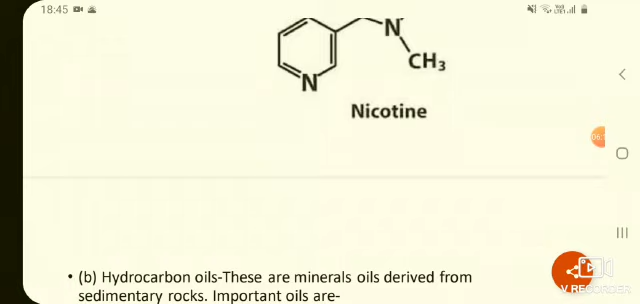 18:45
N
CH3
N
Nicotine
• (b) Hydrocarbon oils-These are minerals oils derived from
sedimentary rocks. Important oils are-
V RECORDER